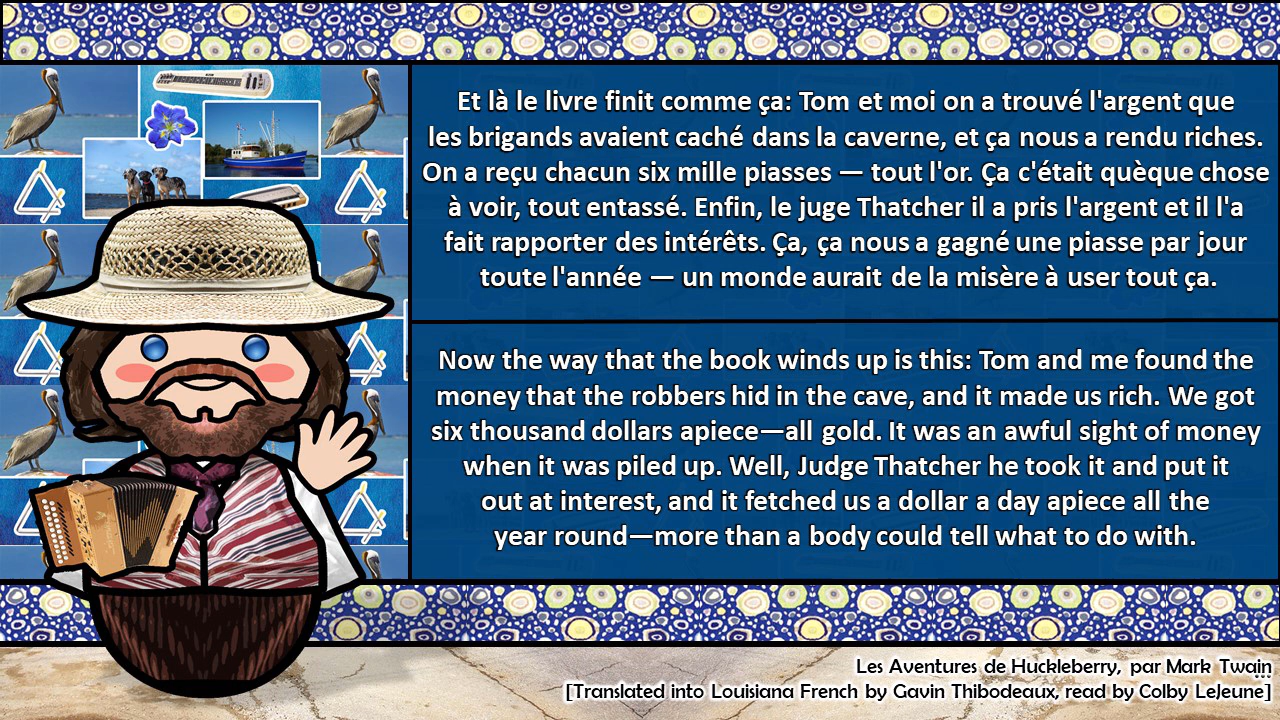 Et là le livre finit comme ça: Tom et moi on a trouvé l'argent que
les brigands avaient caché dans la caverne, et ça nous a rendu riches.
On a reçu chacun six mille piasses — tout l'or. Ça c'était quèque chose
à voir, tout entassé. Enfin, le juge Thatcher il a pris l'argent et il l'a
fait rapporter des intérêts. Ça, ça nous a gagné une piasse par jour
toute l'année — un monde aurait de la misère à user tout ça.
Now the way that the book winds up is this: Tom and me found the
money that the robbers hid in the cave, and it made us rich. We got
six thousand dollars apiece—all gold. It was an awful sight of money
when it was piled up. Well, Judge Thatcher he took it and put it
out at interest, and it fetched us a dollar a day apiece all the
year round—more than a body could tell what to do with.
Les Aventures de Huckleberry, par Mark Twain
[Translated into Louisiana French by Gavin Thibodeaux, read by Colby LeJeune]